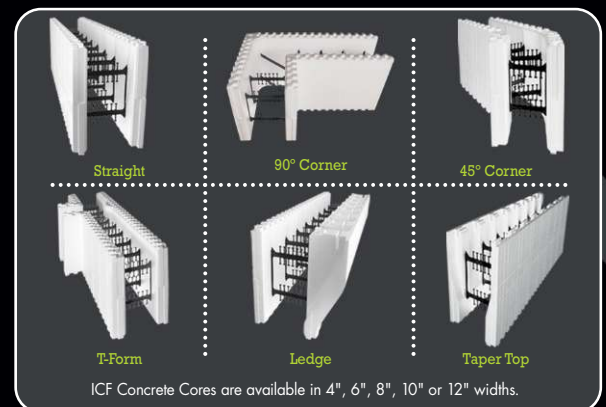 Straight
90° Corner
45° Corner
T-Form
Ledge
Taper Top
ICF Concrete Cores are available in 4", 6", 8", 10" or 12" widths.